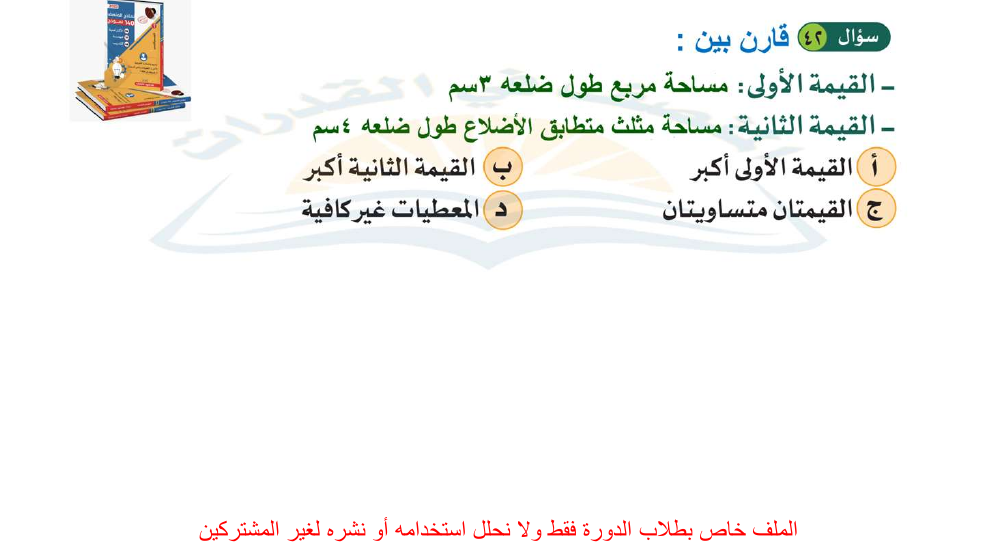 سؤال ٤٢ قارن بين :
– القيمة الأولى: مساحة مربع طول ضلعه ٣سم
– القيمة الثانية: مساحة مثلث متطابق الأضلاع طول ضلعه ٤سم
أ القيمة الأولى أكبر
ب القيمة الثانية أكبر
ج القيمتان متساويتان
د المعطيات غير كافية
الملف خاص بطلاب الدورة فقط ولا نحلل استخدامه أو نشره لغير المشتركين